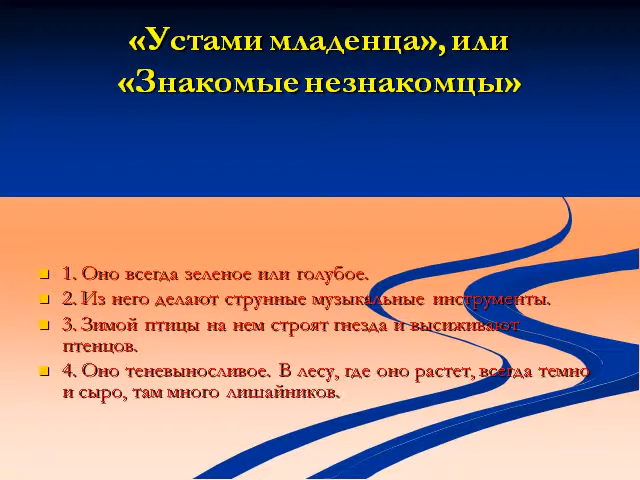 «Устами младенца», или
«Знакомые незнакомцы»
1. Оно всегда зеленое или голубое.
2. Из него делают струнные музыкальные инструменты.
3. Зимой птицы на нем строят гнезда и высиживают
птенцов.
4. Оно теневыносливое. В лесу, где оно растет, всегда темно
и сыро, там много лишайников.